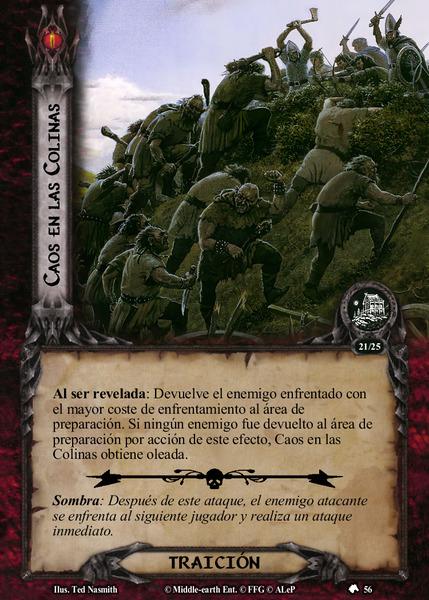 CAOS EN LAS COLINAS
21/25
Al ser revelada: Devuelve el enemigo enfrentado con
el mayor coste de enfrentamiento al área de
preparación. Si ningún enemigo fue devuelto al área de
preparación por acción de este efecto, Caos en las
Colinas obtiene oleada.
Sombra: Después de este ataque, el enemigo atacante
se enfrenta al siguiente jugador y realiza un ataque
inmediato.
TRAICIÓN
Ilus. Ted Nasmith © Middle-earth Ent. © FFG © ALeP 56